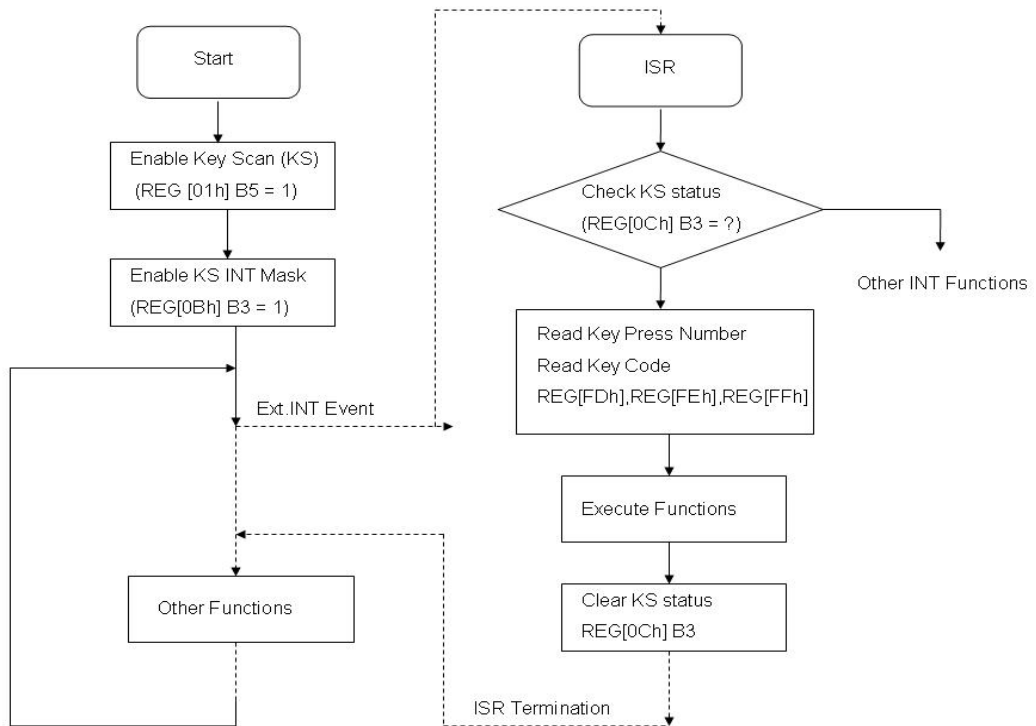 Start
Enable Key Scan (KS)
(REG [01h] B5 = 1)
Enable KS INT Mask
(REG[0Bh] B3 = 1)
Ext.INT Event
Other Functions
ISR
Check KS status
(REG[0Ch] B3 = ?)
Other INT Functions
Read Key Press Number
Read Key Code
REG[FDh],REG[FEh],REG[FFh]
Execute Functions
Clear KS status
REG[0Ch] B3
ISR Termination